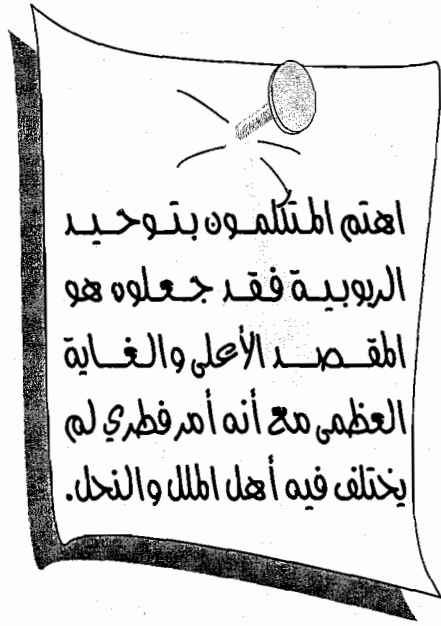 اهتم المتكلمون بتوحيد
الربوبية فقد جعلوه هو
المقصد الأعلى والغاية
العظمى مع أنه أمر فطري لم
يختلف فيه أهل الملل والنحل.